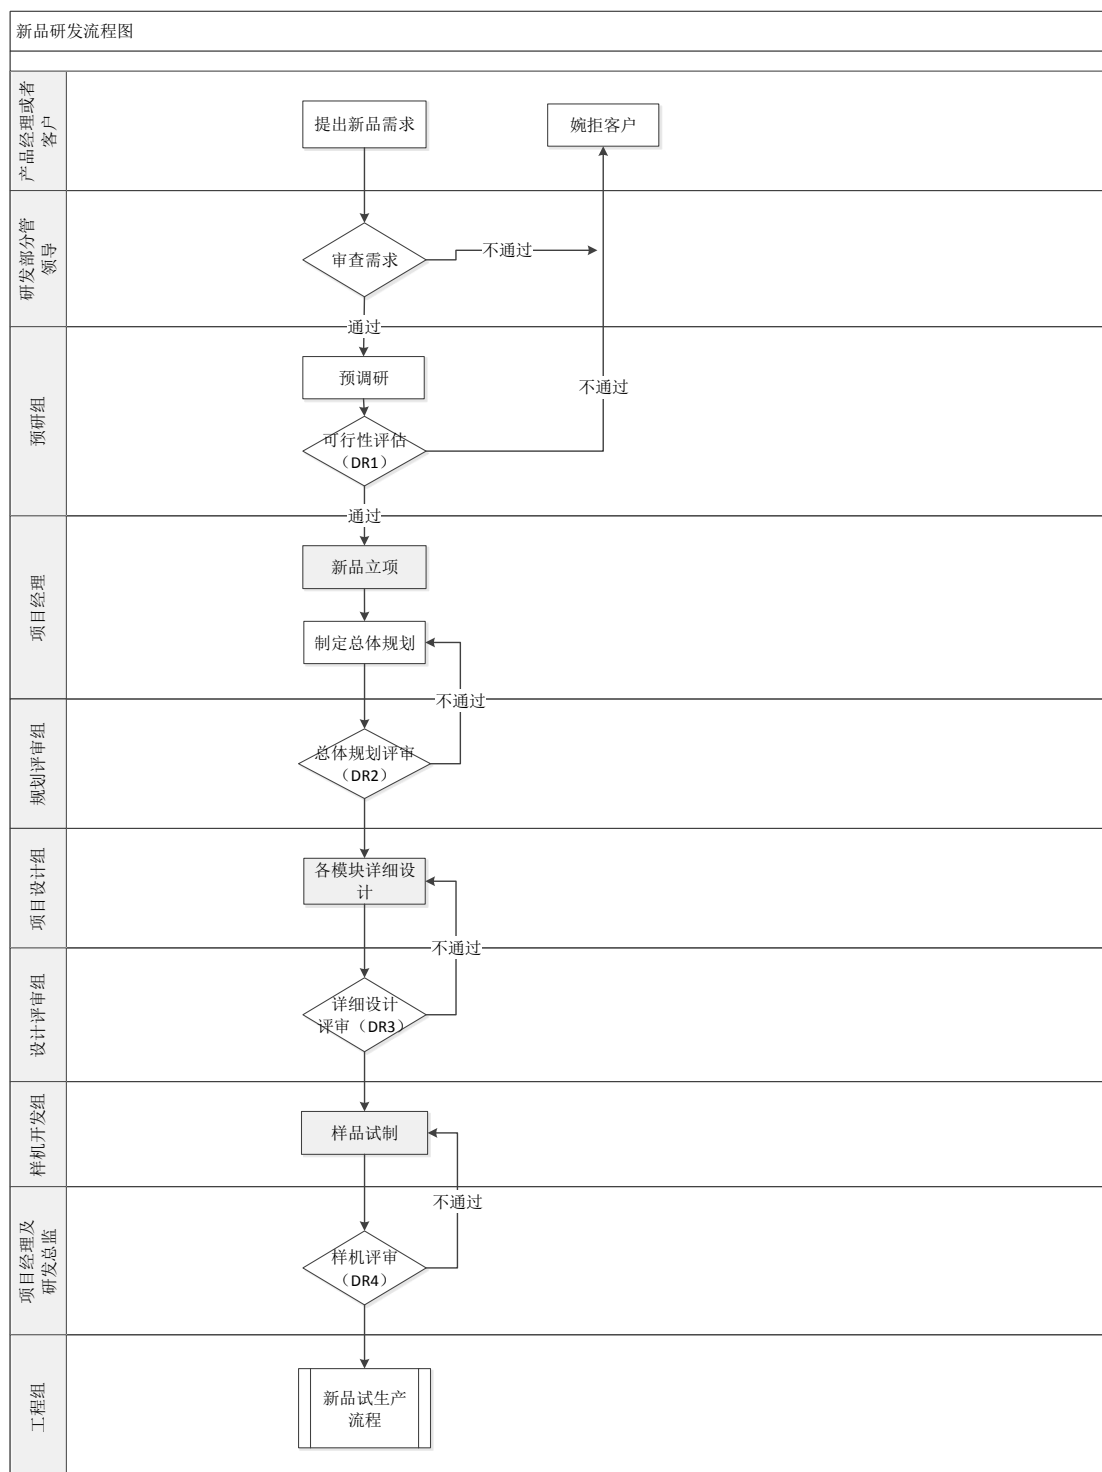 新品研发流程图
产品经理或者
客户
提出新品需求
婉拒客户
研发部分管
领导
审查需求
不通过
通过
预研组
预调研
不通过
可行性评估
（DR1）
通过
项目经理
新品立项
制定总体规划
不通过
规划评审组
总体规划评审
（DR2）
项目设计组
各模块详细设
计
不通过
设计评审组
详细设计
评审（DR3）
样机开发组
样品试制
不通过
项目经理及
研发总监
样机评审
（DR4）
工程组
新品试生产
流程